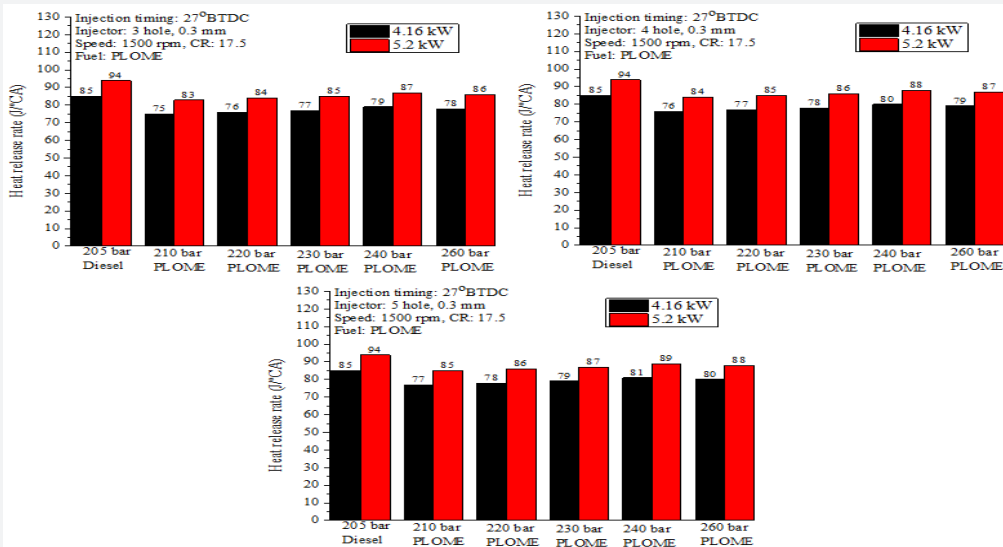 Injection timing: 27°BTDC
Injector: 3 hole, 0.3 mm
Speed: 1500 rpm, CR: 17.5
Fuel: PLOME
4.16 kW
5.2 kW
Heat release rate (J/°CA)
130
120
110
100
90
80
70
60
50
40
30
20
10
0
85 94 75 83 76 84 77 85 79 87 78 86
205 bar 210 bar 220 bar 230 bar 240 bar 260 bar
Diesel PLOME PLOME PLOME PLOME PLOME
Injection timing: 27°BTDC
Injector: 4 hole, 0.3 mm
Speed: 1500 rpm, CR: 17.5
Fuel: PLOME
4.16 kW
5.2 kW
Heat release rate (J/°CA)
130
120
110
100
90
80
70
60
50
40
30
20
10
0
85 94 76 84 77 85 78 86 80 88 79 87
205 bar 210 bar 220 bar 230 bar 240 bar 260 bar
Diesel PLOME PLOME PLOME PLOME PLOME
Injection timing: 27°BTDC
Injector: 5 hole, 0.3 mm
Speed: 1500 rpm, CR: 17.5
Fuel: PLOME
4.16 kW
5.2 kW
Heat release rate (J/°CA)
130
120
110
100
90
80
70
60
50
40
30
20
10
0
85 94 77 85 78 86 79 87 81 89 80 88
205 bar 210 bar 220 bar 230 bar 240 bar 260 bar
Diesel PLOME PLOME PLOME PLOME PLOME